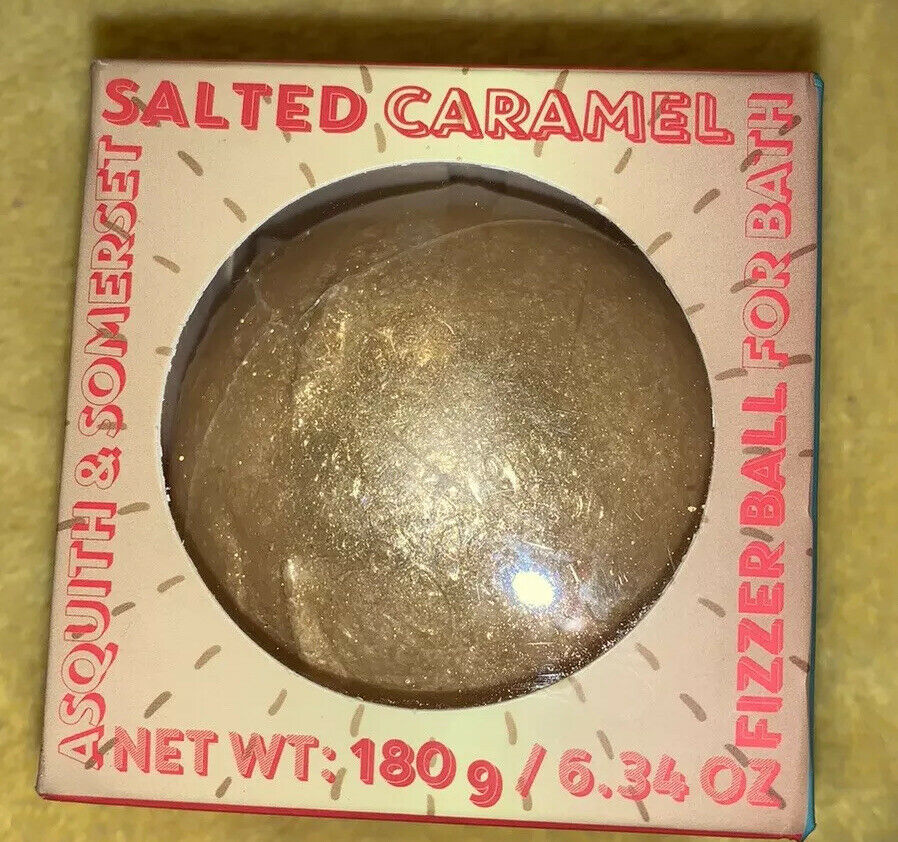 SALTED CARAMEL
FIZZER BALL FOR BATH
ASQUITH & SOMERSET
NET WT: 180 g / 6.34 OZ